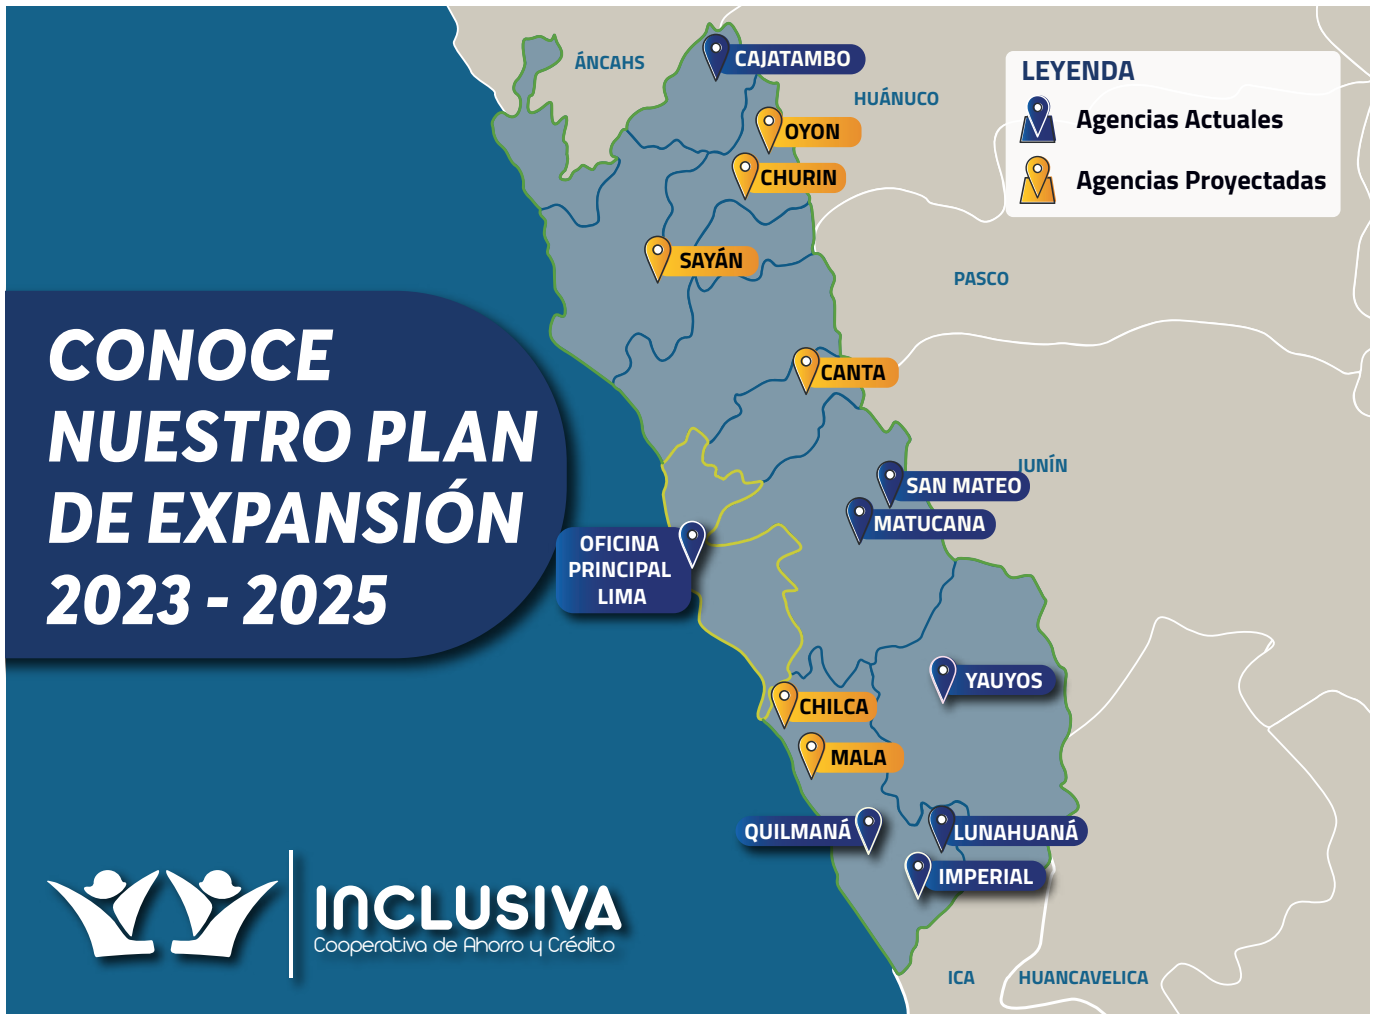 CONOCE
NUESTRO PLAN
DE EXPANSIÓN
2023 - 2025
LEYENDA
Agencias Actuales
Agencias Proyectadas
ÁNCAHS
CAJATAMBO
HUÁNUCO
OYON
CHURIN
SAYÁN
PASCO
CANTA
JUNÍN
SAN MATEO
MATUCANA
OFICINA
PRINCIPAL
LIMA
YAUYOS
CHILCA
MALA
QUILMANÁ
LUNAHUANÁ
IMPERIAL
ICA
HUANCAVELICA
INCLUSIVA
Cooperativa de Ahorro y Crédito